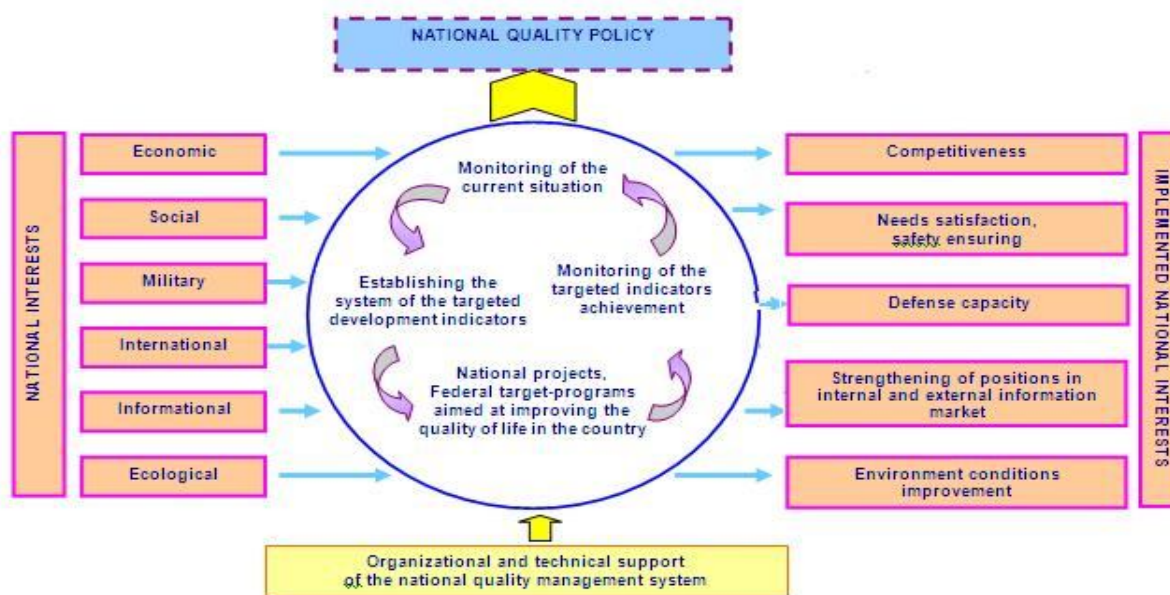 NATIONAL QUALITY POLICY
NATIONAL INTERESTS
Economic
Social
Military
International
Informational
Ecological
Monitoring of the
current situation
Establishing the
system of the targeted
development indicators
National projects,
Federal target-programs
aimed at improving the
quality of life in the country
Monitoring of the
targeted indicators
achievement
Competitiveness
Needs satisfaction,
safety ensuring
Defense capacity
Strengthening of positions in
internal and external information
market
Environment conditions
improvement
IMPLEMENTED NATIONAL INTERESTS
Organizational and technical support
of the national quality management system